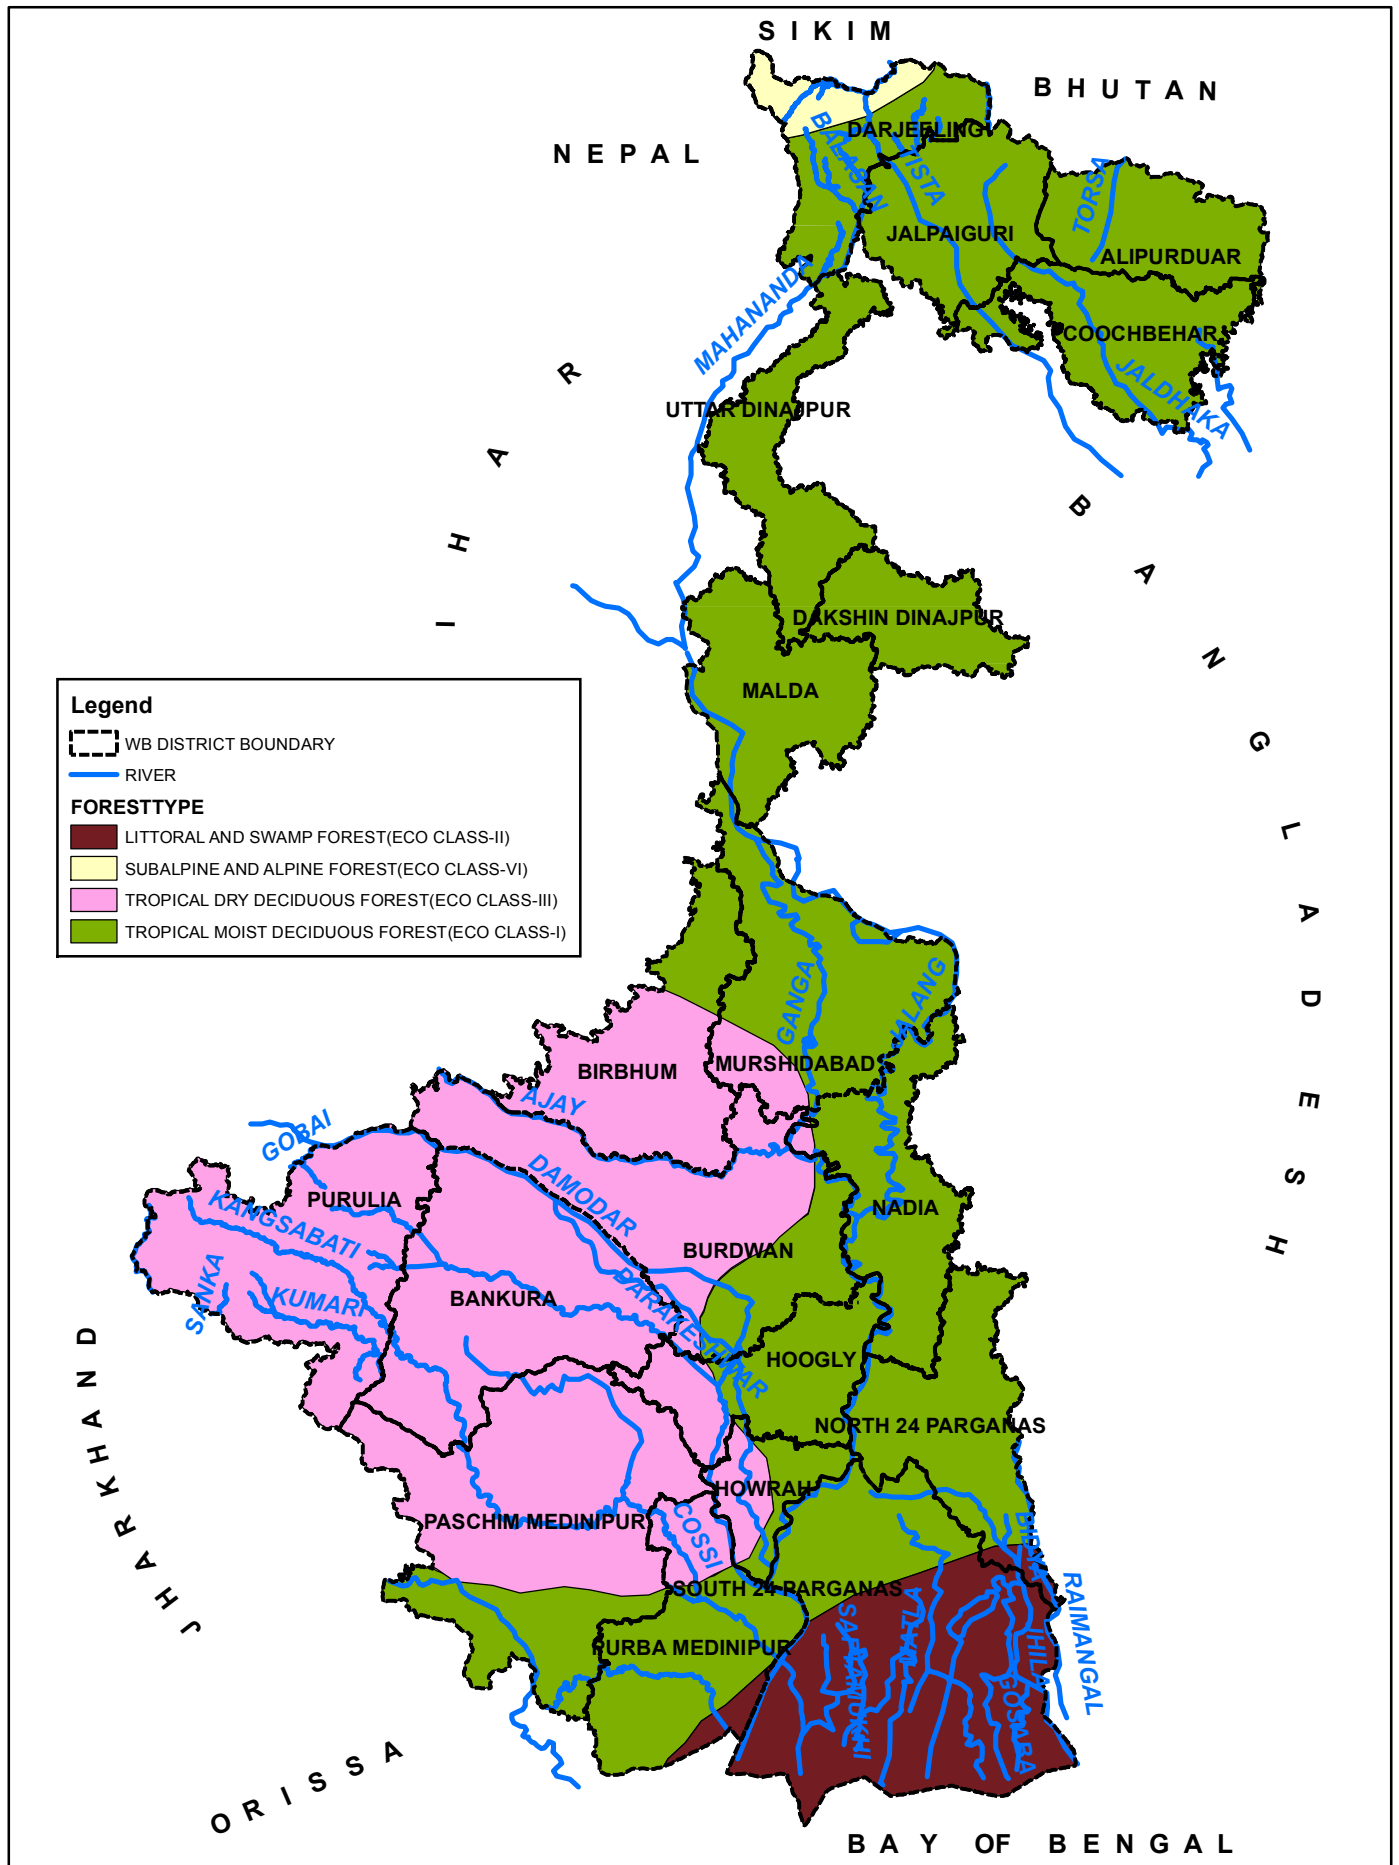 SIKIM
BHUTAN
NEPAL
DARJEELING
BALASAN
TISTA
TORSA
JALPAIGURI
ALIPURDUAR
MAHANANDA
COOCHBEHAR
JALDHAKA
BIHAR
UTTAR DINAJPUR
BANGLADESH
DAKSHIN DINAJPUR
MALDA
Legend
WB DISTRICT BOUNDARY
RIVER
FORESTTYPE
LITTORAL AND SWAMP FOREST(ECO CLASS-II)
SUBALPINE AND ALPINE FOREST(ECO CLASS-VI)
TROPICAL DRY DECIDUOUS FOREST(ECO CLASS-III)
TROPICAL MOIST DECIDUOUS FOREST(ECO CLASS-I)
GANGA
JALANG
MURSHIDABAD
BIRBHUM
AJAY
GOBAI
DAMODAR
PURULIA
KANGSABATI
NADIA
BURDWAN
SANKA
KUMARI
BANKURA
DARAKESHWAR
HOOGLY
JHARKHAND
NORTH 24 PARGANAS
HOWRAH
PASCHIM MEDINIPUR
COSSI
RAIMANGAL
SOUTH 24 PARGANAS
MATLA
PURBA MEDINIPUR
GOSABA
ORISSA
BAY OF BENGAL